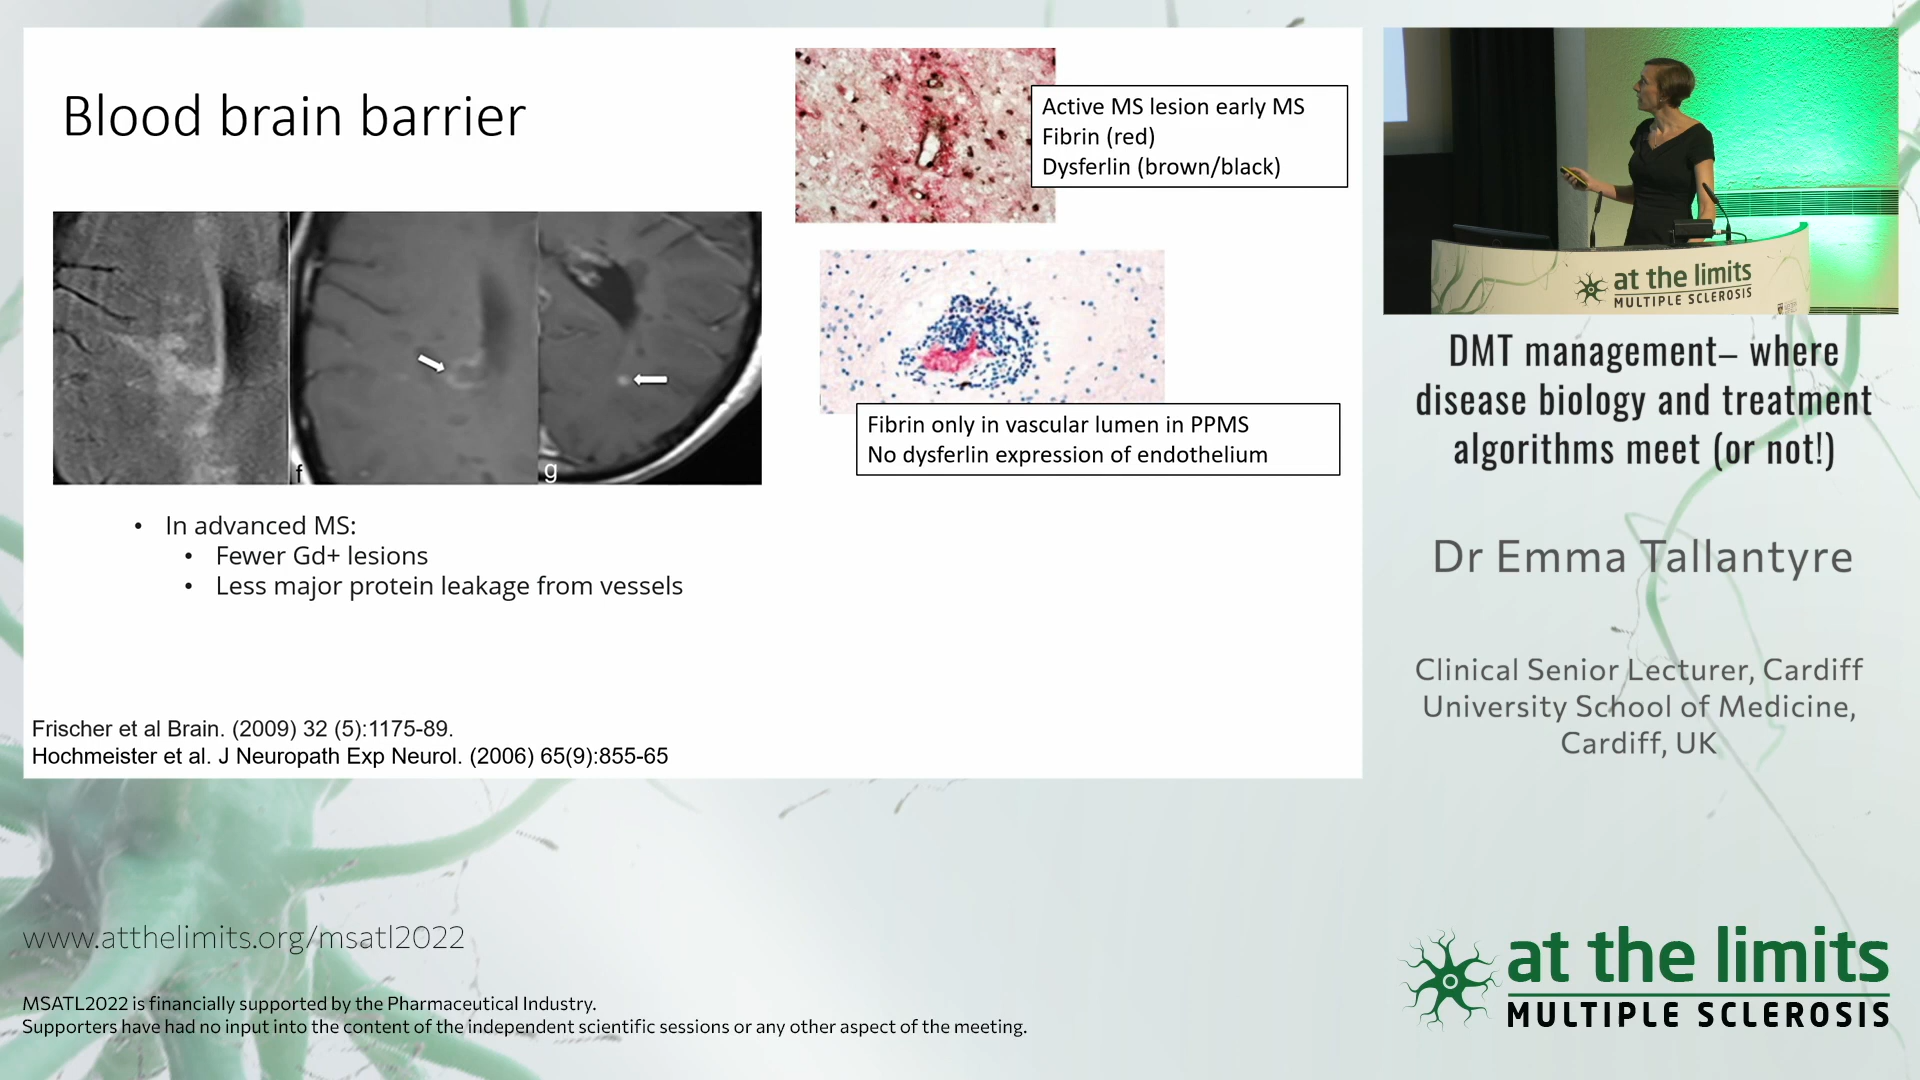 Blood brain barrier
Active MS lesion early MS
Fibrin (red)
Dysferlin (brown/black)
f
g
Fibrin only in vascular lumen in PPMS
No dysferlin expression of endothelium
• In advanced MS:
• Fewer Gd+ lesions
• Less major protein leakage from vessels
Frischer et al Brain. (2009) 32 (5):1175-89.
Hochmeister et al. J Neuropath Exp Neurol. (2006) 65(9):855-65
at the limits
MULTIPLE SCLEROSIS
DMT management– where
disease biology and treatment
algorithms meet (or not!)
Dr Emma Tallantyre
Clinical Senior Lecturer, Cardiff
University School of Medicine,
Cardiff, UK
www.atthelimits.org/msatl2022
MSATL2022 is financially supported by the Pharmaceutical Industry.
Supporters have had no input into the content of the independent scientific sessions or any other aspect of the meeting.
at the limits
MULTIPLE SCLEROSIS